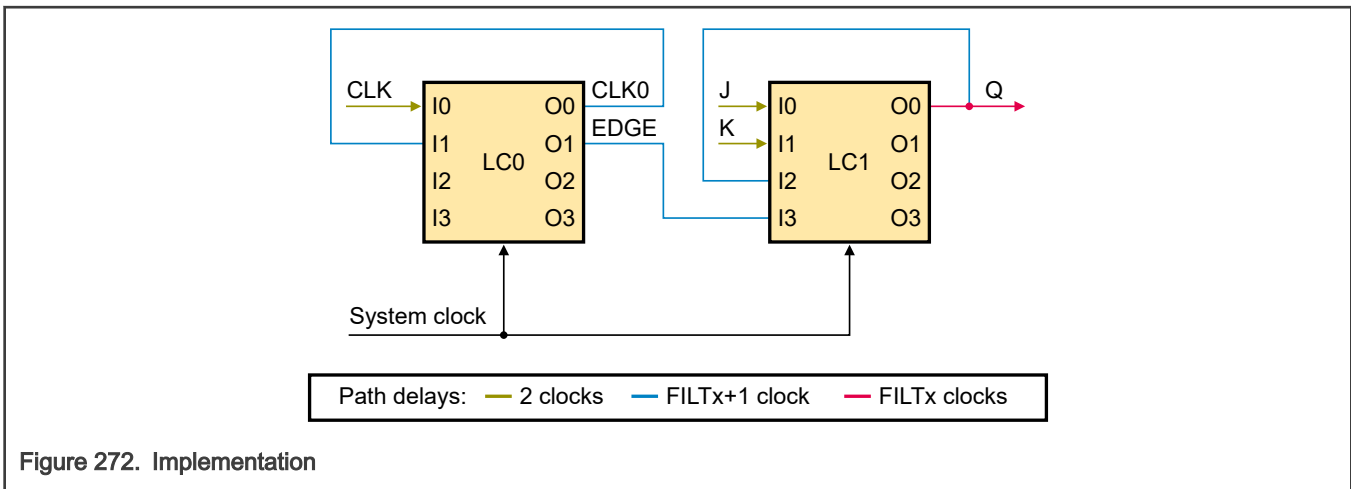 CLK
I0
I1
I2
I3
LC0
O0
O1
O2
O3
CLK0
EDGE
J
K
I0
I1
I2
I3
LC1
O0
O1
O2
O3
Q
System clock
Path delays: 2 clocks FILTx+1 clock FILTx clocks
Figure 272. Implementation